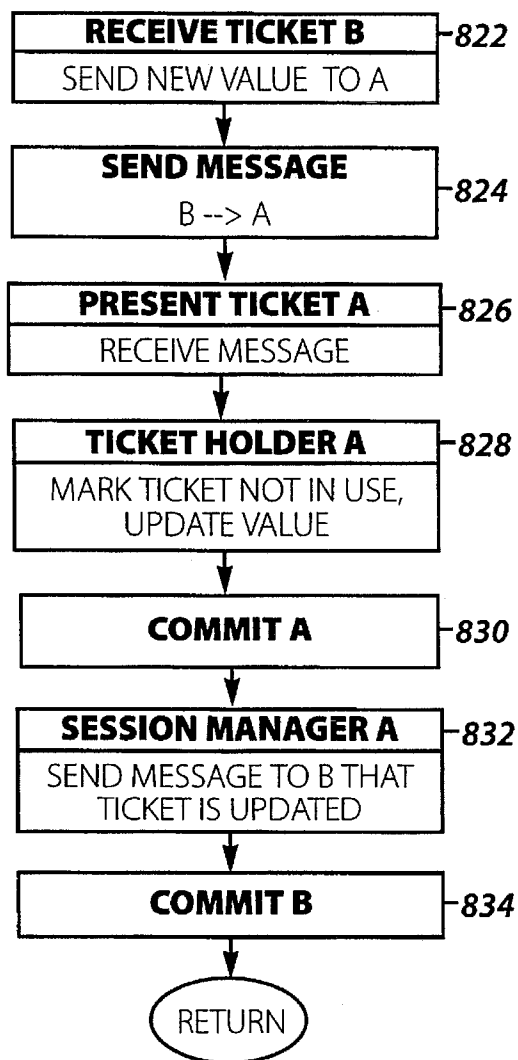 RECEIVE TICKET B
822
SEND NEW VALUE TO A
SEND MESSAGE
824
B --> A
PRESENT TICKET A
826
RECEIVE MESSAGE
TICKET HOLDER A
828
MARK TICKET NOT IN USE,
UPDATE VALUE
COMMIT A
830
SESSION MANAGER A
832
SEND MESSAGE TO B THAT
TICKET IS UPDATED
COMMIT B
834
RETURN